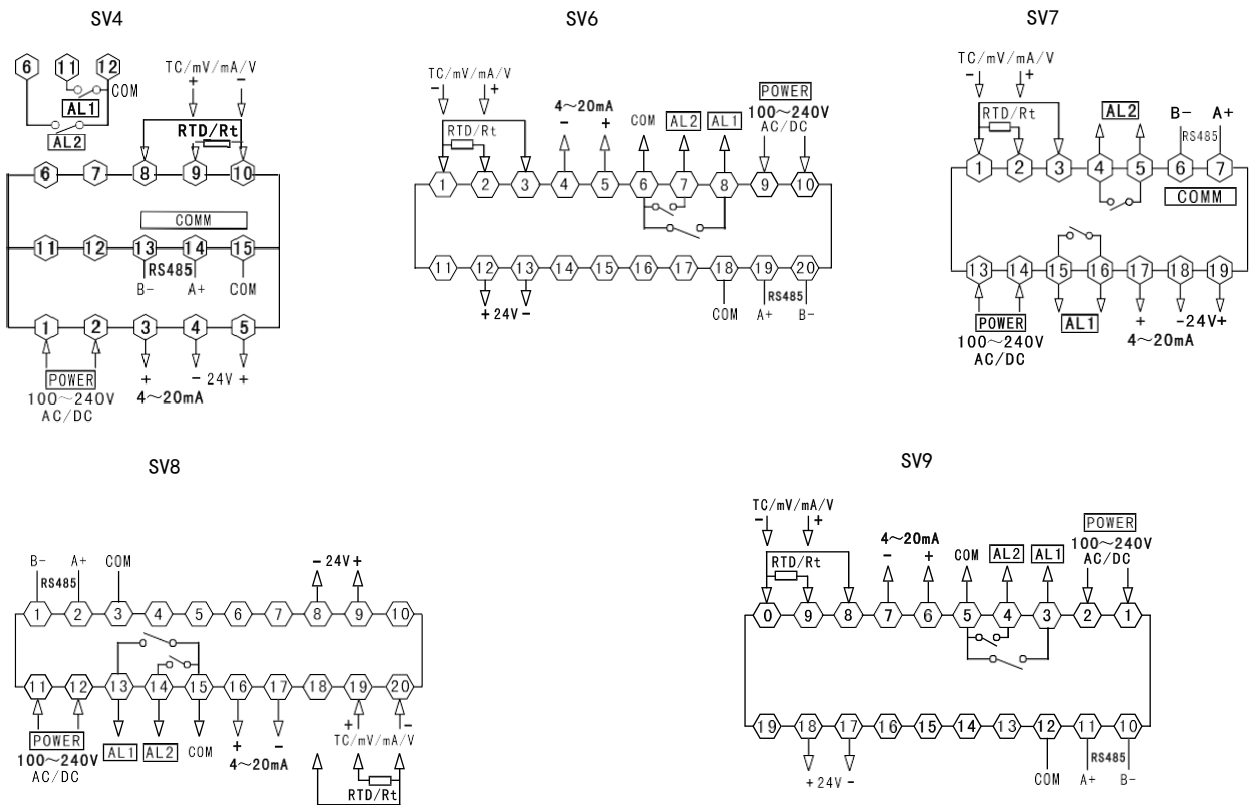 SV4
6 11 12
COM
AL1
AL2
TC/mV/mA/V
+ -
RTD/Rt
6 7 8 9 10
COMM
11 12 13 14 15
RS485
B- A+ COM
1 2 3 4 5
POWER
100～240V
AC/DC
+ - 24V +
4～20mA
SV6
TC/mV/mA/V
- +
RTD/Rt
4～20mA
- +
COM AL2 AL1
POWER
100～240V
AC/DC
1 2 3 4 5 6 7 8 9 10
11 12 13 14 15 16 17 18 19 20
+ 24V -
RS485
COM A+ B-
SV7
TC/mV/mA/V
- +
RTD/Rt
AL2
B- A+
RS485
1 2 3 4 5 6 7
COMM
13 14 15 16 17 18 19
POWER
100～240V
AC/DC
AL1
+ -24V+
4～20mA
SV8
B- A+ COM
RS485
- 24V +
1 2 3 4 5 6 7 8 9 10
11 12 13 14 15 16 17 18 19 20
POWER
100～240V
AC/DC
AL1 AL2 COM
+ -
4～20mA
+ -
TC/mV/mA/V
RTD/Rt
SV9
TC/mV/mA/V
- +
RTD/Rt
4～20mA
- +
COM AL2 AL1
POWER
100～240V
AC/DC
0 9 8 7 6 5 4 3 2 1
19 18 17 16 15 14 13 12 11 10
+ 24V -
RS485
COM A+ B-